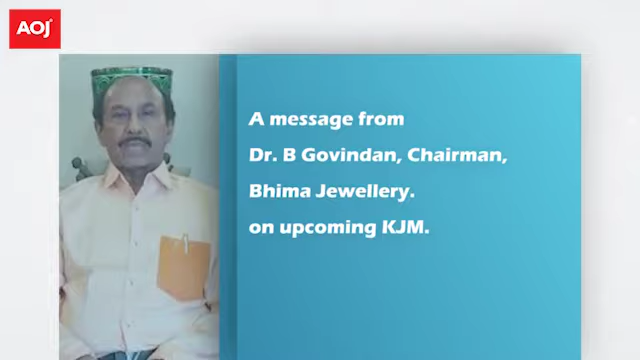 AOJ
A message from
Dr. B Govindan, Chairman,
Bhima Jewellery.
on upcoming KJM.